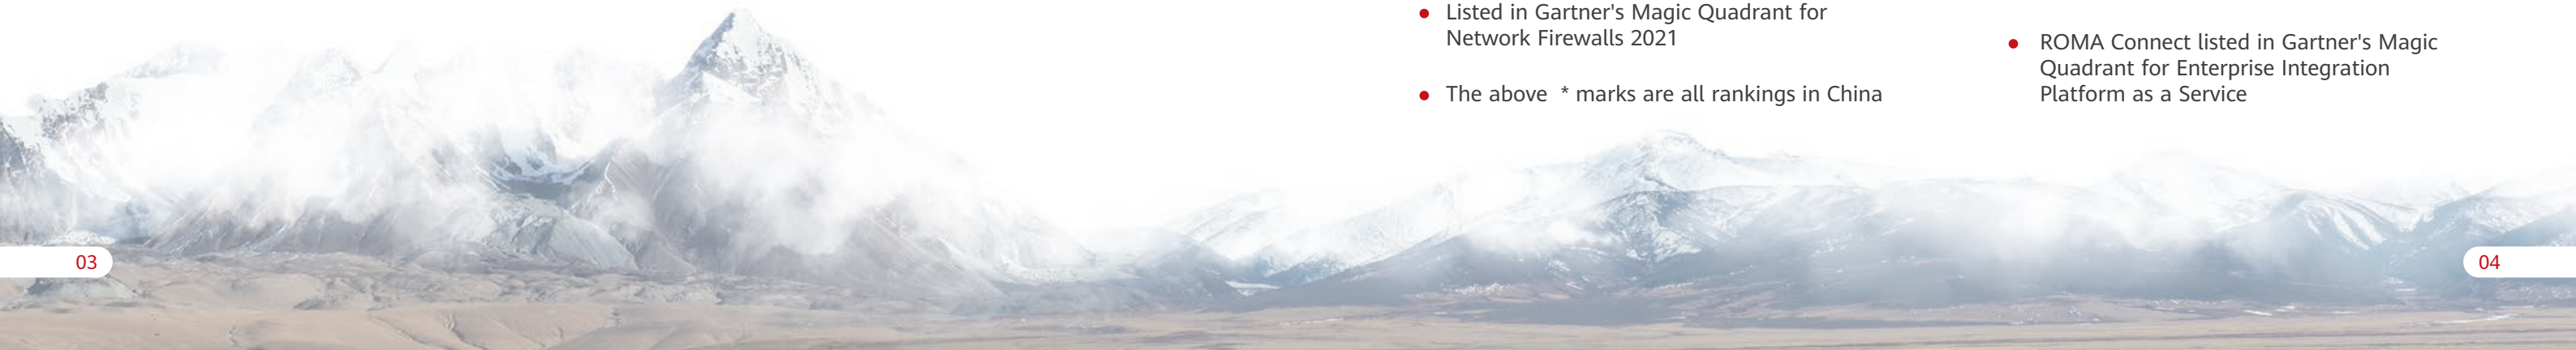 Listed in Gartner's Magic Quadrant for
Network Firewalls 2021
The above * marks are all rankings in China
ROMA Connect listed in Gartner's Magic
Quadrant for Enterprise Integration
Platform as a Service
03
04